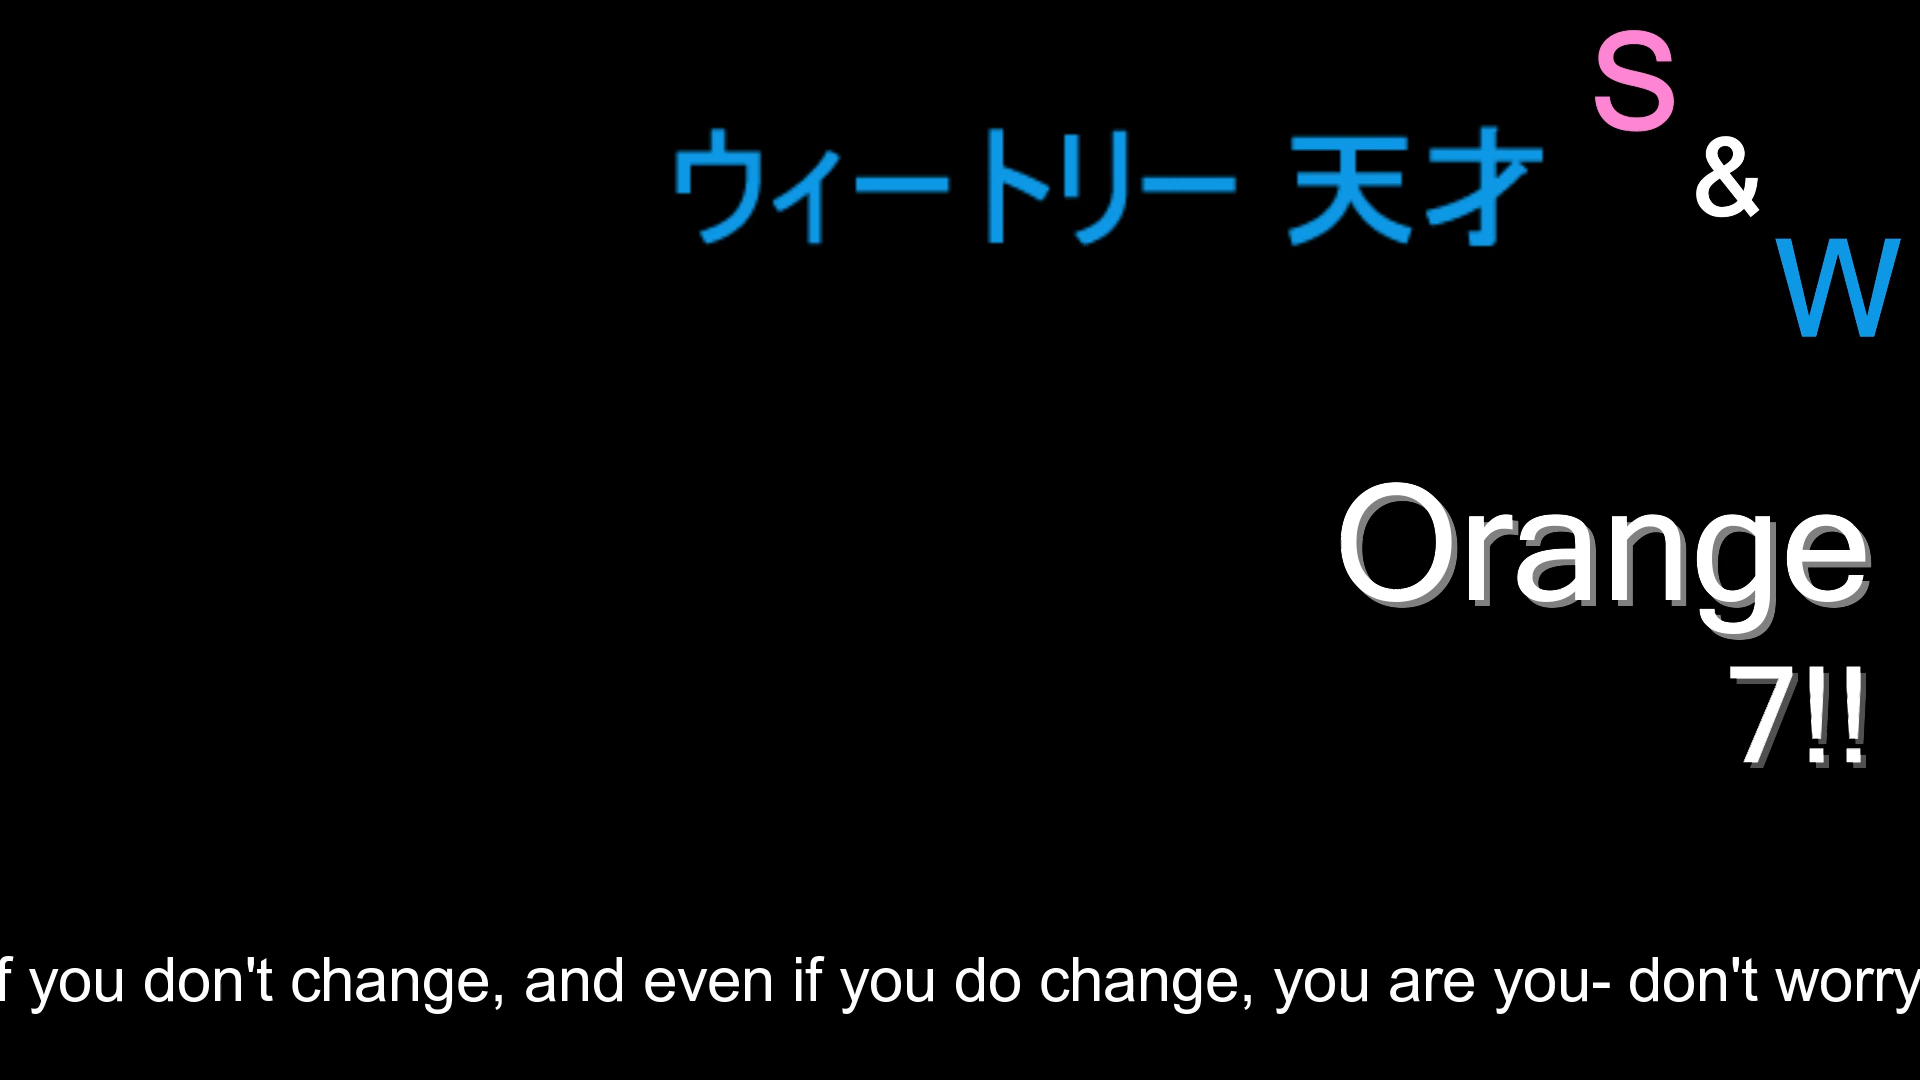 S
&
W
ウィートリー 天才
Orange
7!!
f you don't change, and even if you do change, you are you- don't worry